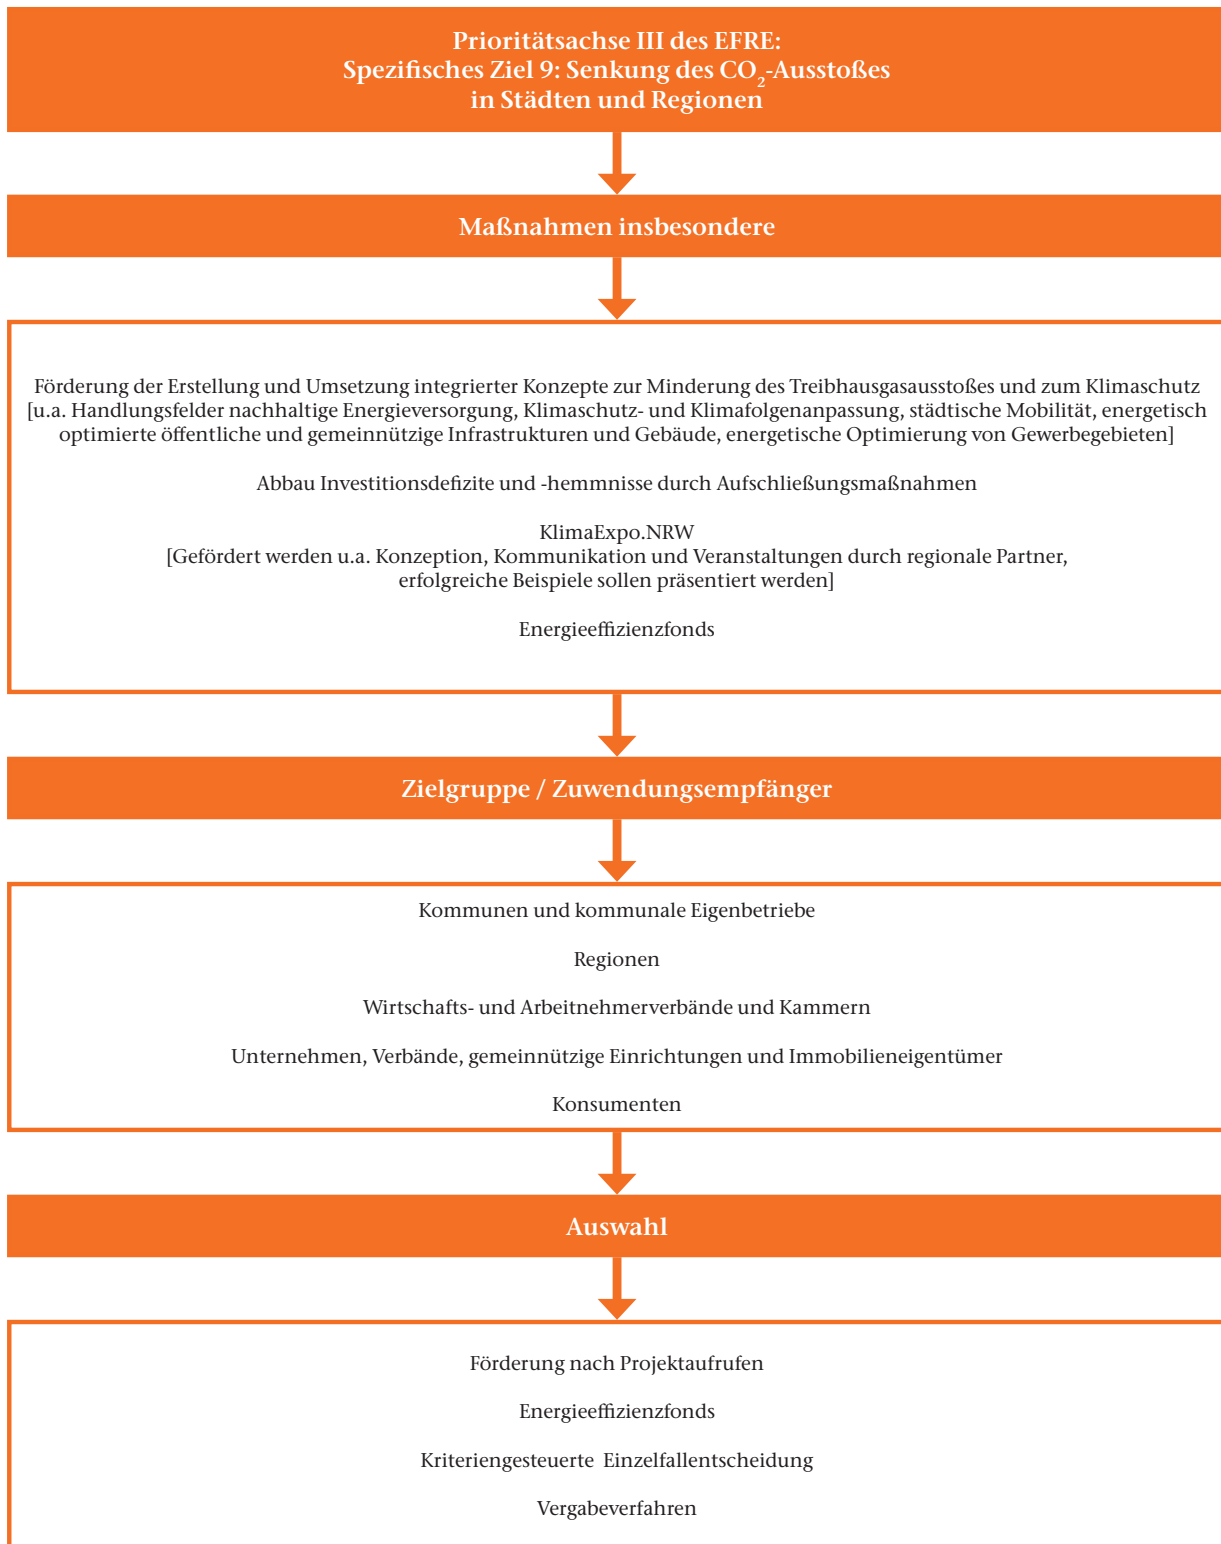 Prioritätsachse III des EFRE:
Spezifisches Ziel 9: Senkung des CO₂-Ausstoßes
in Städten und Regionen
Maßnahmen insbesondere
Förderung der Erstellung und Umsetzung integrierter Konzepte zur Minderung des Treibhausgasausstoßes und zum Klimaschutz
[u.a. Handlungsfelder nachhaltige Energieversorgung, Klimaschutz- und Klimafolgenanpassung, städtische Mobilität, energetisch
optimierte öffentliche und gemeinnützige Infrastrukturen und Gebäude, energetische Optimierung von Gewerbegebieten]
Abbau Investitionsdefizite und -hemmnisse durch Aufschließungsmaßnahmen
KlimaExpo.NRW
[Gefördert werden u.a. Konzeption, Kommunikation und Veranstaltungen durch regionale Partner,
erfolgreiche Beispiele sollen präsentiert werden]
Energieeffizienzfonds
Zielgruppe / Zuwendungsempfänger
Kommunen und kommunale Eigenbetriebe
Regionen
Wirtschafts- und Arbeitnehmerverbände und Kammern
Unternehmen, Verbände, gemeinnützige Einrichtungen und Immobilieneigentümer
Konsumenten
Auswahl
Förderung nach Projektaufrufen
Energieeffizienzfonds
Kriteriengesteuerte Einzelfallentscheidung
Vergabeverfahren